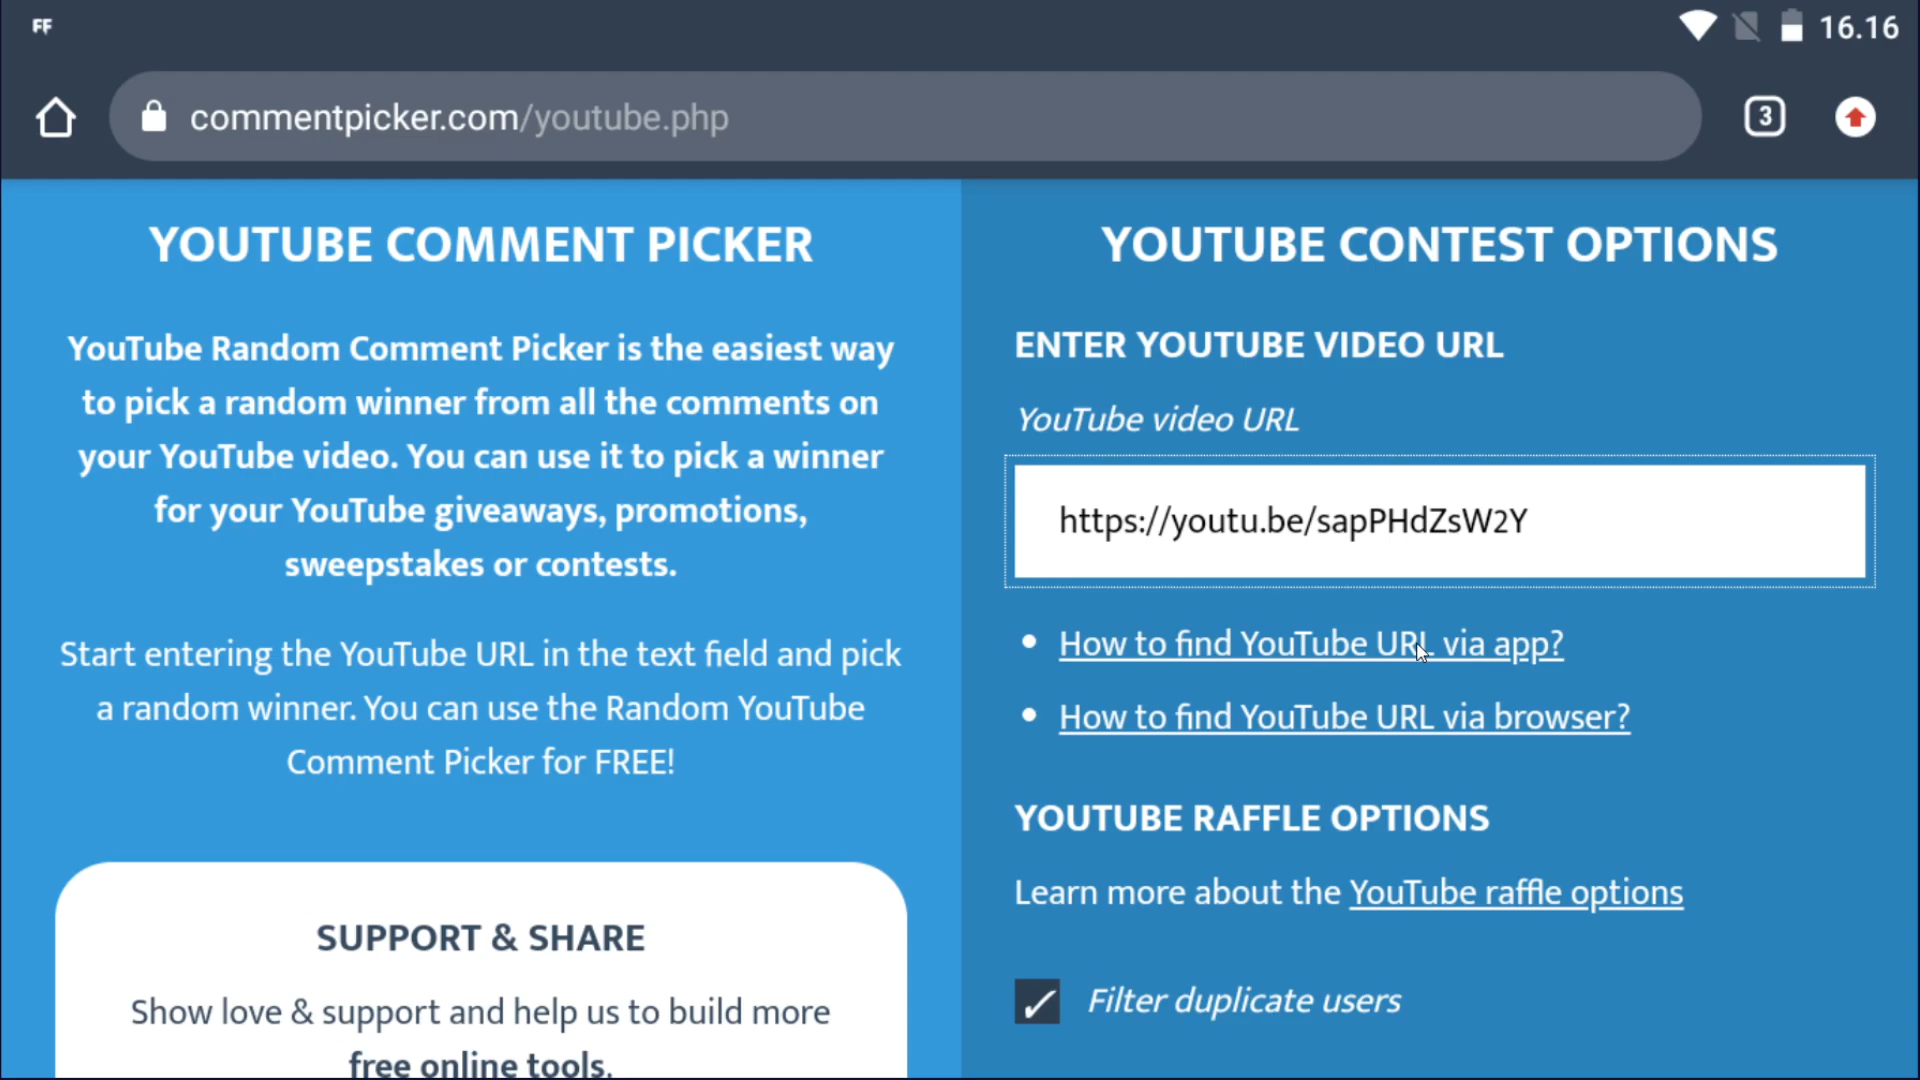 FF
16.16
commentpicker.com/youtube.php
3
YOUTUBE COMMENT PICKER
YouTube Random Comment Picker is the easiest way
to pick a random winner from all the comments on
your YouTube video. You can use it to pick a winner
for your YouTube giveaways, promotions,
sweepstakes or contests.
Start entering the YouTube URL in the text field and pick
a random winner. You can use the Random YouTube
Comment Picker for FREE!
SUPPORT & SHARE
Show love & support and help us to build more
free online tools.
YOUTUBE CONTEST OPTIONS
ENTER YOUTUBE VIDEO URL
YouTube video URL
https://youtu.be/sapPHdZsW2Y
How to find YouTube URL via app?
How to find YouTube URL via browser?
YOUTUBE RAFFLE OPTIONS
Learn more about the YouTube raffle options
Filter duplicate users